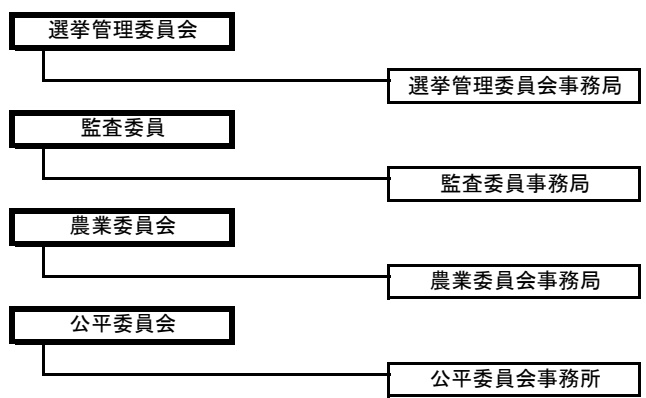 選挙管理委員会
選挙管理委員会事務局
監査委員
監査委員事務局
農業委員会
農業委員会事務局
公平委員会
公平委員会事務所